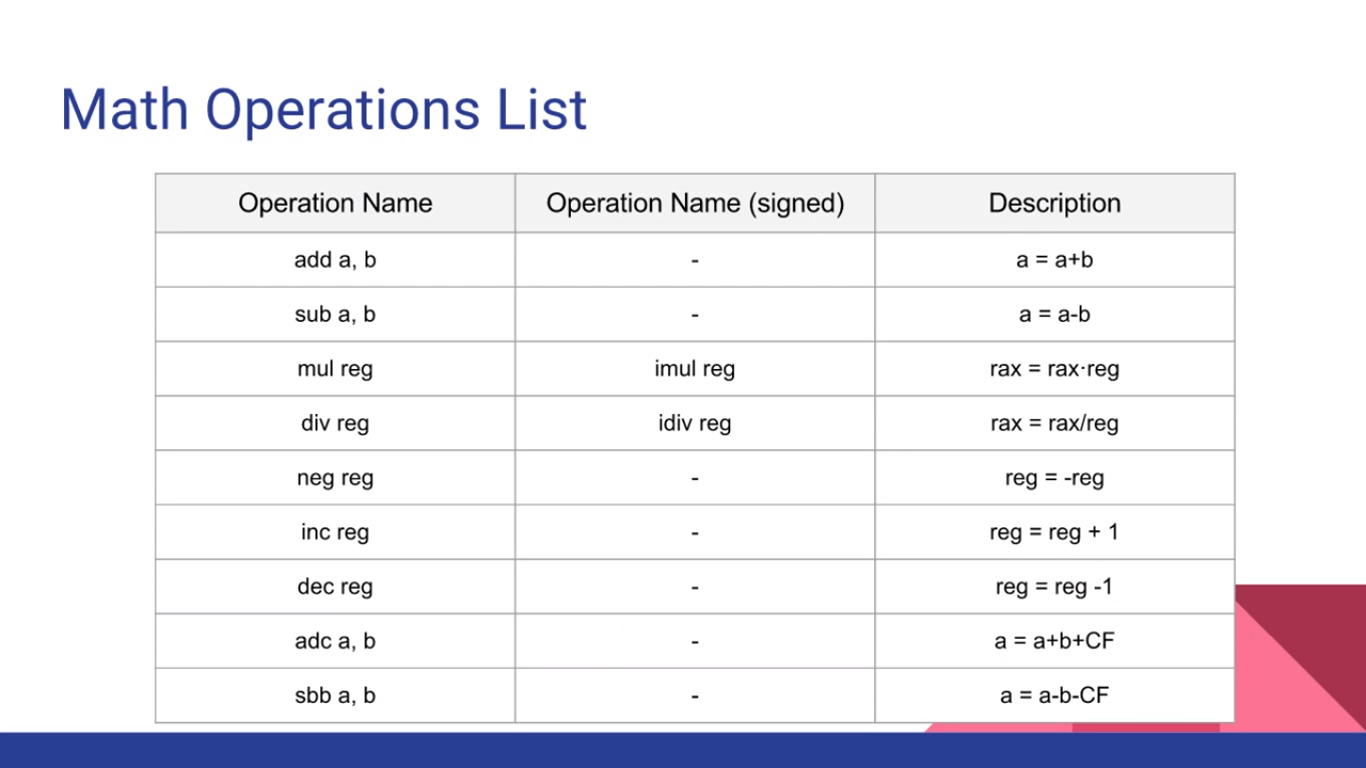 Math Operations List
Operation Name Operation Name (signed) Description
add a, b - a = a+b
sub a, b - a = a-b
mul reg imul reg rax = rax·reg
div reg idiv reg rax = rax/reg
neg reg - reg = -reg
inc reg - reg = reg + 1
dec reg - reg = reg -1
adc a, b - a = a+b+CF
sbb a, b - a = a-b-CF